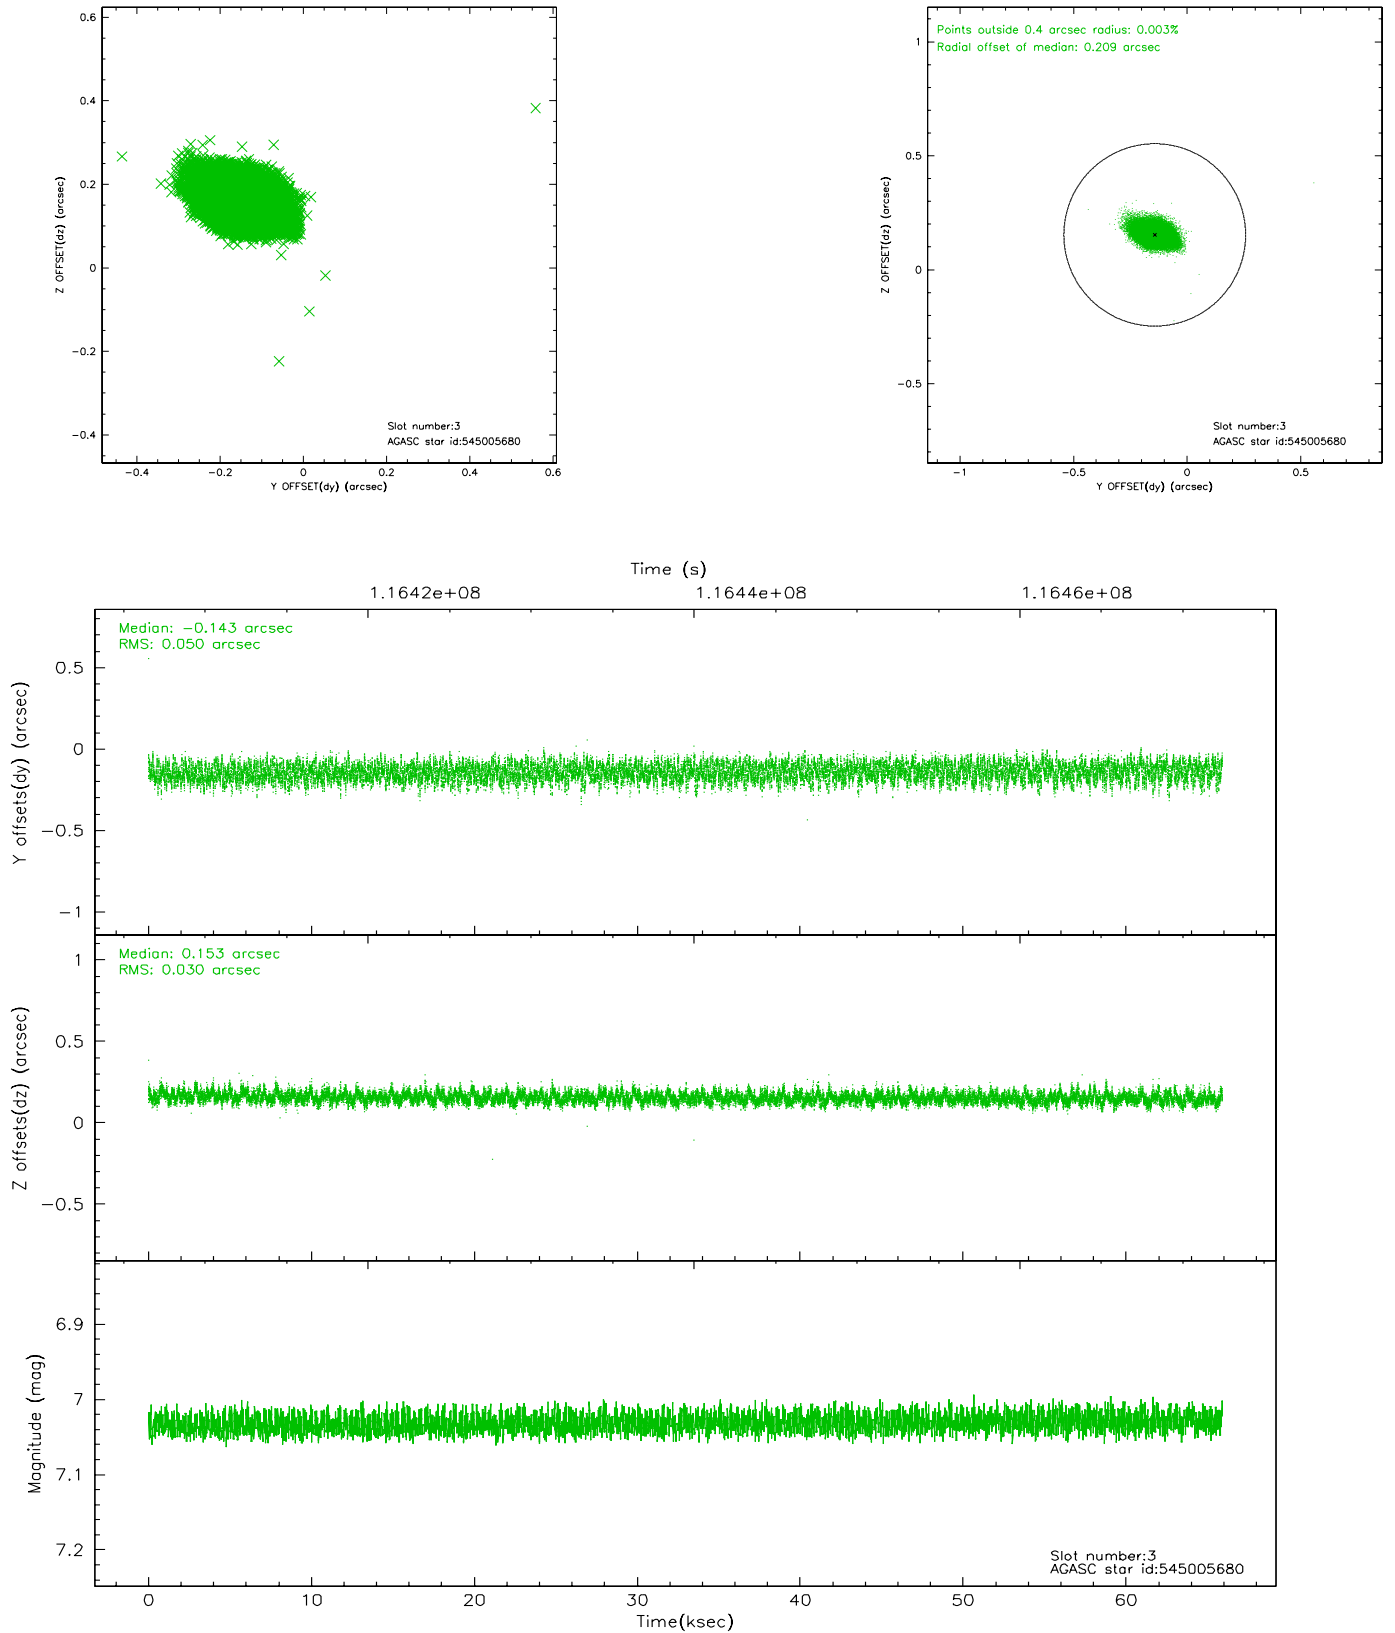 0.6
0.4
0.2
0
−0.2
−0.4
Z OFFSET(dz) (arcsec)
−0.4
−0.2
0
0.2
0.4
0.6
Y OFFSET(dy) (arcsec)
Slot number:3
AGASC star id:545005680
Points outside 0.4 arcsec radius: 0.003%
Radial offset of median: 0.209 arcsec
1
0.5
0
−0.5
Z OFFSET(dz) (arcsec)
−1
−0.5
0
0.5
Y OFFSET(dy) (arcsec)
Slot number:3
AGASC star id:545005680
Time (s)
1.1642e+08
1.1644e+08
1.1646e+08
Median: −0.143 arcsec
RMS: 0.050 arcsec
0.5
0
−0.5
−1
Y offsets(dy) (arcsec)
Median: 0.153 arcsec
RMS: 0.030 arcsec
1
0.5
0
−0.5
Z offsets(dz) (arcsec)
6.9
7
7.1
7.2
Magnitude (mag)
Slot number:3
AGASC star id:545005680
0
10
20
30
40
50
60
Time(ksec)